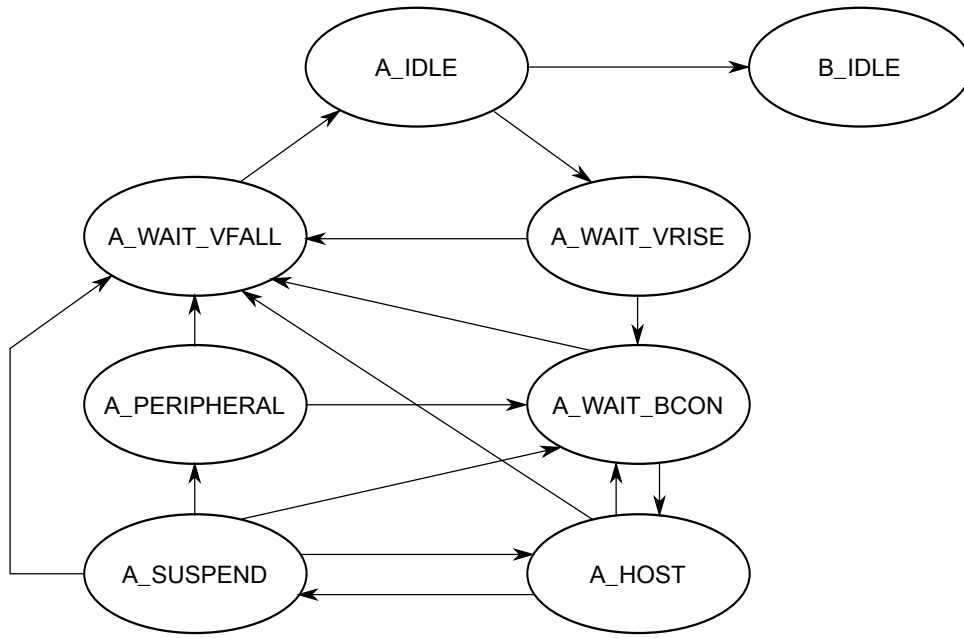 A_IDLE
B_IDLE
A_WAIT_VFALL
A_WAIT_VRISE
A_PERIPHERAL
A_WAIT_BCON
A_SUSPEND
A_HOST